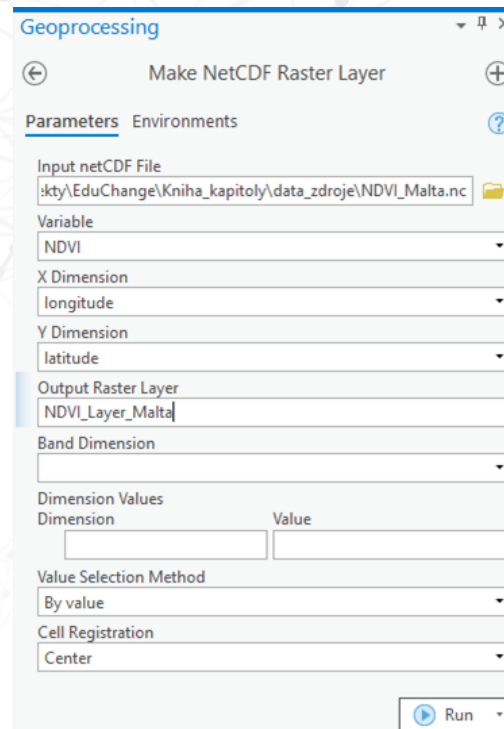 Geoprocessing
Make NetCDF Raster Layer
Parameters Environments
Input netCDF File
:kty\EduChange\Kniha_kapitoly\data_zdroje\NDVI_Malta.nc
Variable
NDVI
X Dimension
longitude
Y Dimension
latitude
Output Raster Layer
NDVI_Layer_Malta
Band Dimension
Dimension Values
Dimension Value
Value Selection Method
By value
Cell Registration
Center
Run